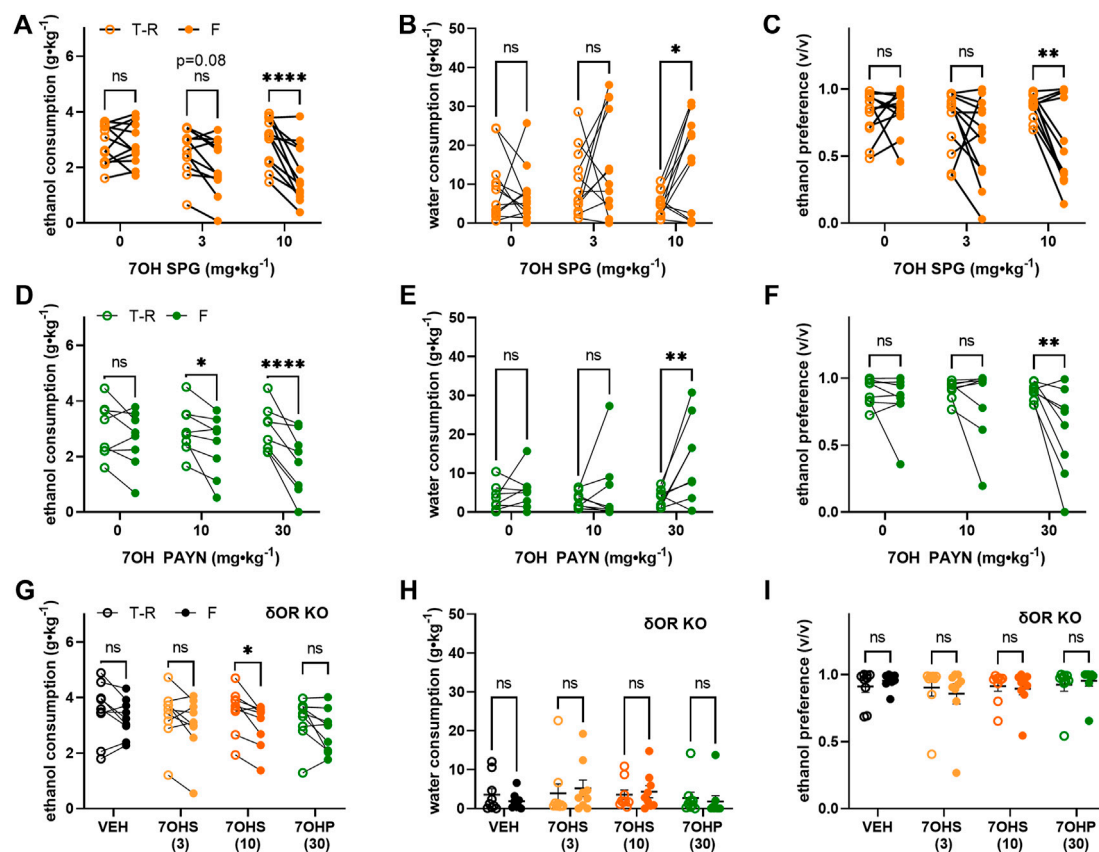 A
ethanol consumption (g•kg⁻¹)
T-R F
ns
p=0.08
ns
****
6
4
2
0
0 3 10
7OH SPG (mg•kg⁻¹)
B
water consumption (g•kg⁻¹)
ns
ns
*
50
40
30
20
10
0
0 3 10
7OH SPG (mg•kg⁻¹)
C
ethanol preference (v/v)
ns
ns
**
1.0
0.5
0.0
0 3 10
7OH SPG (mg•kg⁻¹)
D
ethanol consumption (g•kg⁻¹)
T-R F
ns
*
****
6
4
2
0
0 10 30
7OH PAYN (mg•kg⁻¹)
E
water consumption (g•kg⁻¹)
ns
ns
**
50
40
30
20
10
0
0 10 30
7OH PAYN (mg•kg⁻¹)
F
ethanol preference (v/v)
ns
ns
**
1.0
0.5
0.0
0 10 30
7OH PAYN (mg•kg⁻¹)
G
ethanol consumption (g•kg⁻¹)
T-R F
δOR KO
ns
ns
*
ns
6
4
2
0
VEH 7OHS 7OHS 7OHP
(3) (10) (30)
H
water consumption (g•kg⁻¹)
δOR KO
ns
ns
ns
ns
50
40
30
20
10
0
VEH 7OHS 7OHS 7OHP
(3) (10) (30)
I
ethanol preference (v/v)
δOR KO
ns
ns
ns
ns
1.0
0.5
0.0
VEH 7OHS 7OHS 7OHP
(3) (10) (30)